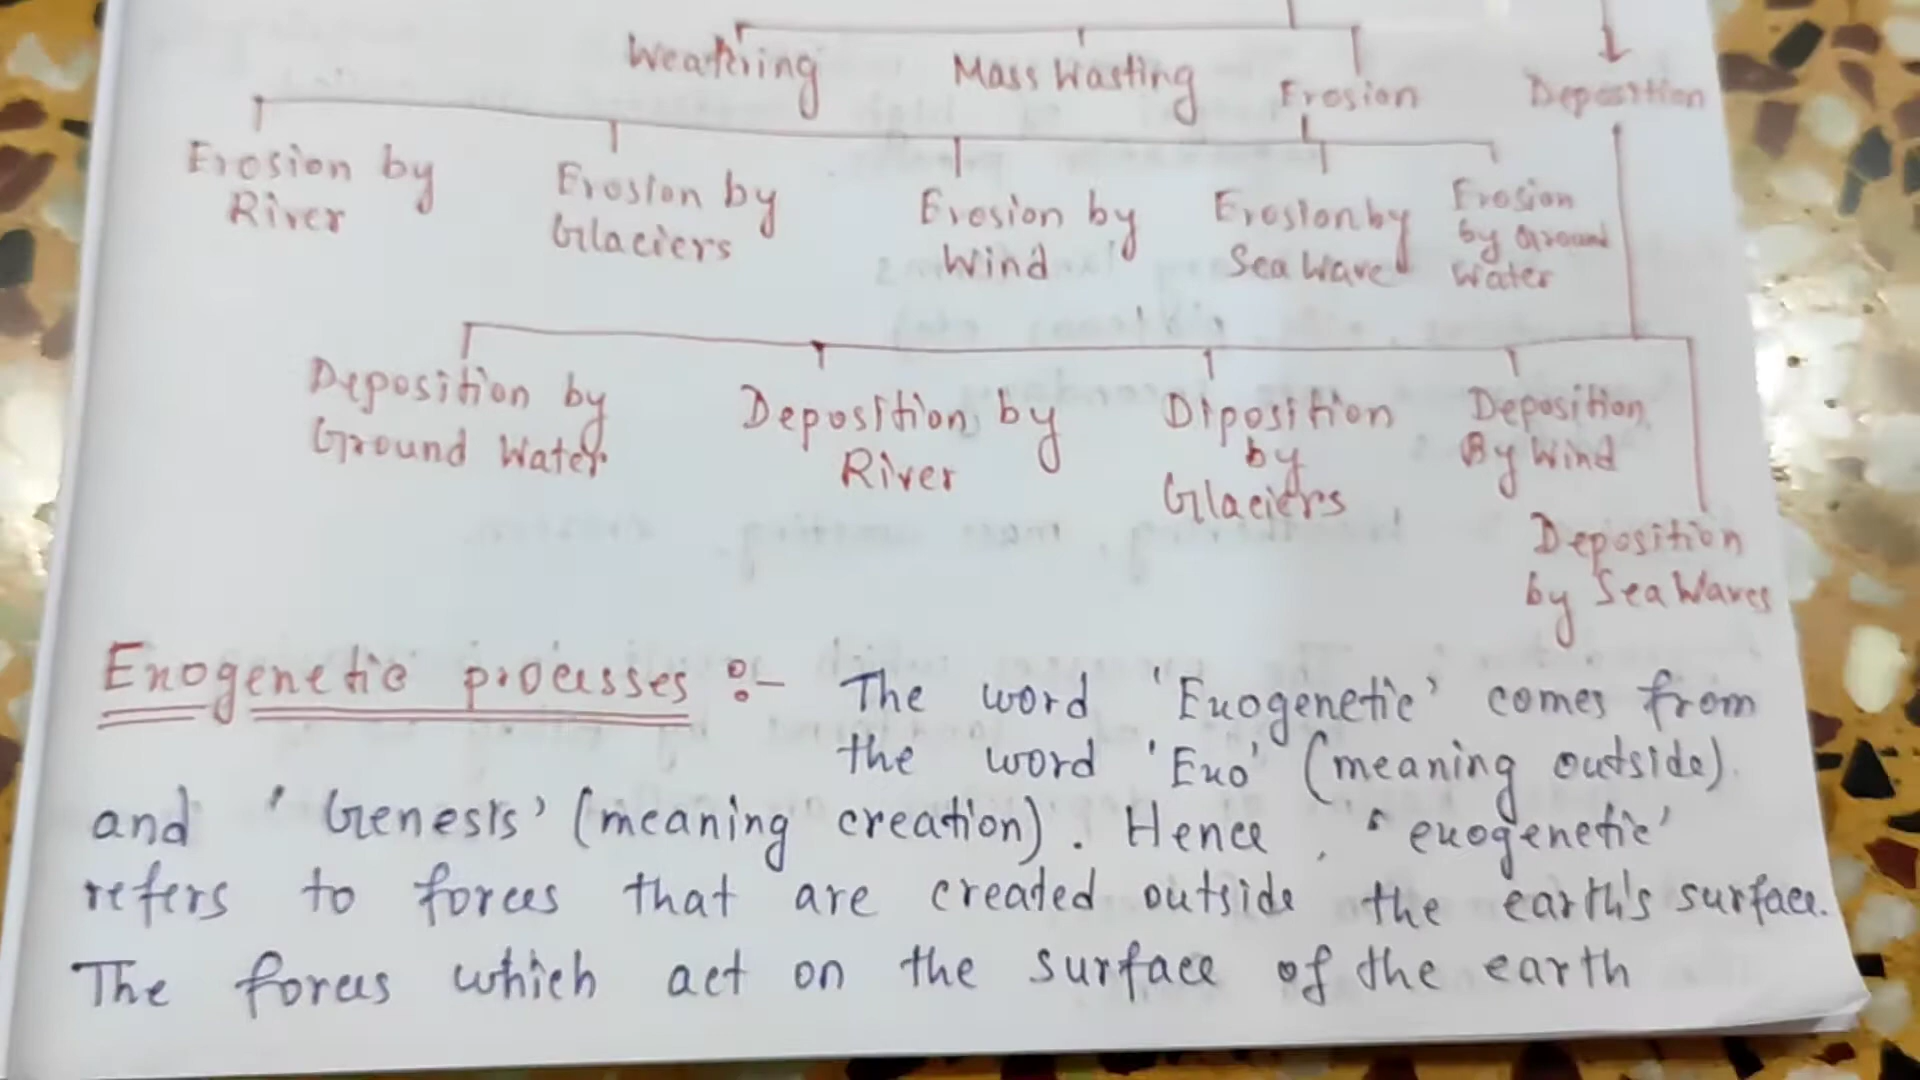 Weathring Mass Wasting Erosion Deposition
Erosion by River
Erosion by Glaciers
Erosion by Wind
Erosion by Sea Wave
Erosion by Ground Water
Deposition by Ground Water
Deposition by River
Diposition by Glaciers
Deposition By Wind
Deposition by Sea Waves
Exogenetic processes :- The word 'Exogenetic' comes from
the word 'Exo' (meaning outside)
and 'Genesis' (meaning creation). Hence, 'exogenetic'
refers to forces that are created outside the earth's surface.
The forces which act on the surface of the earth